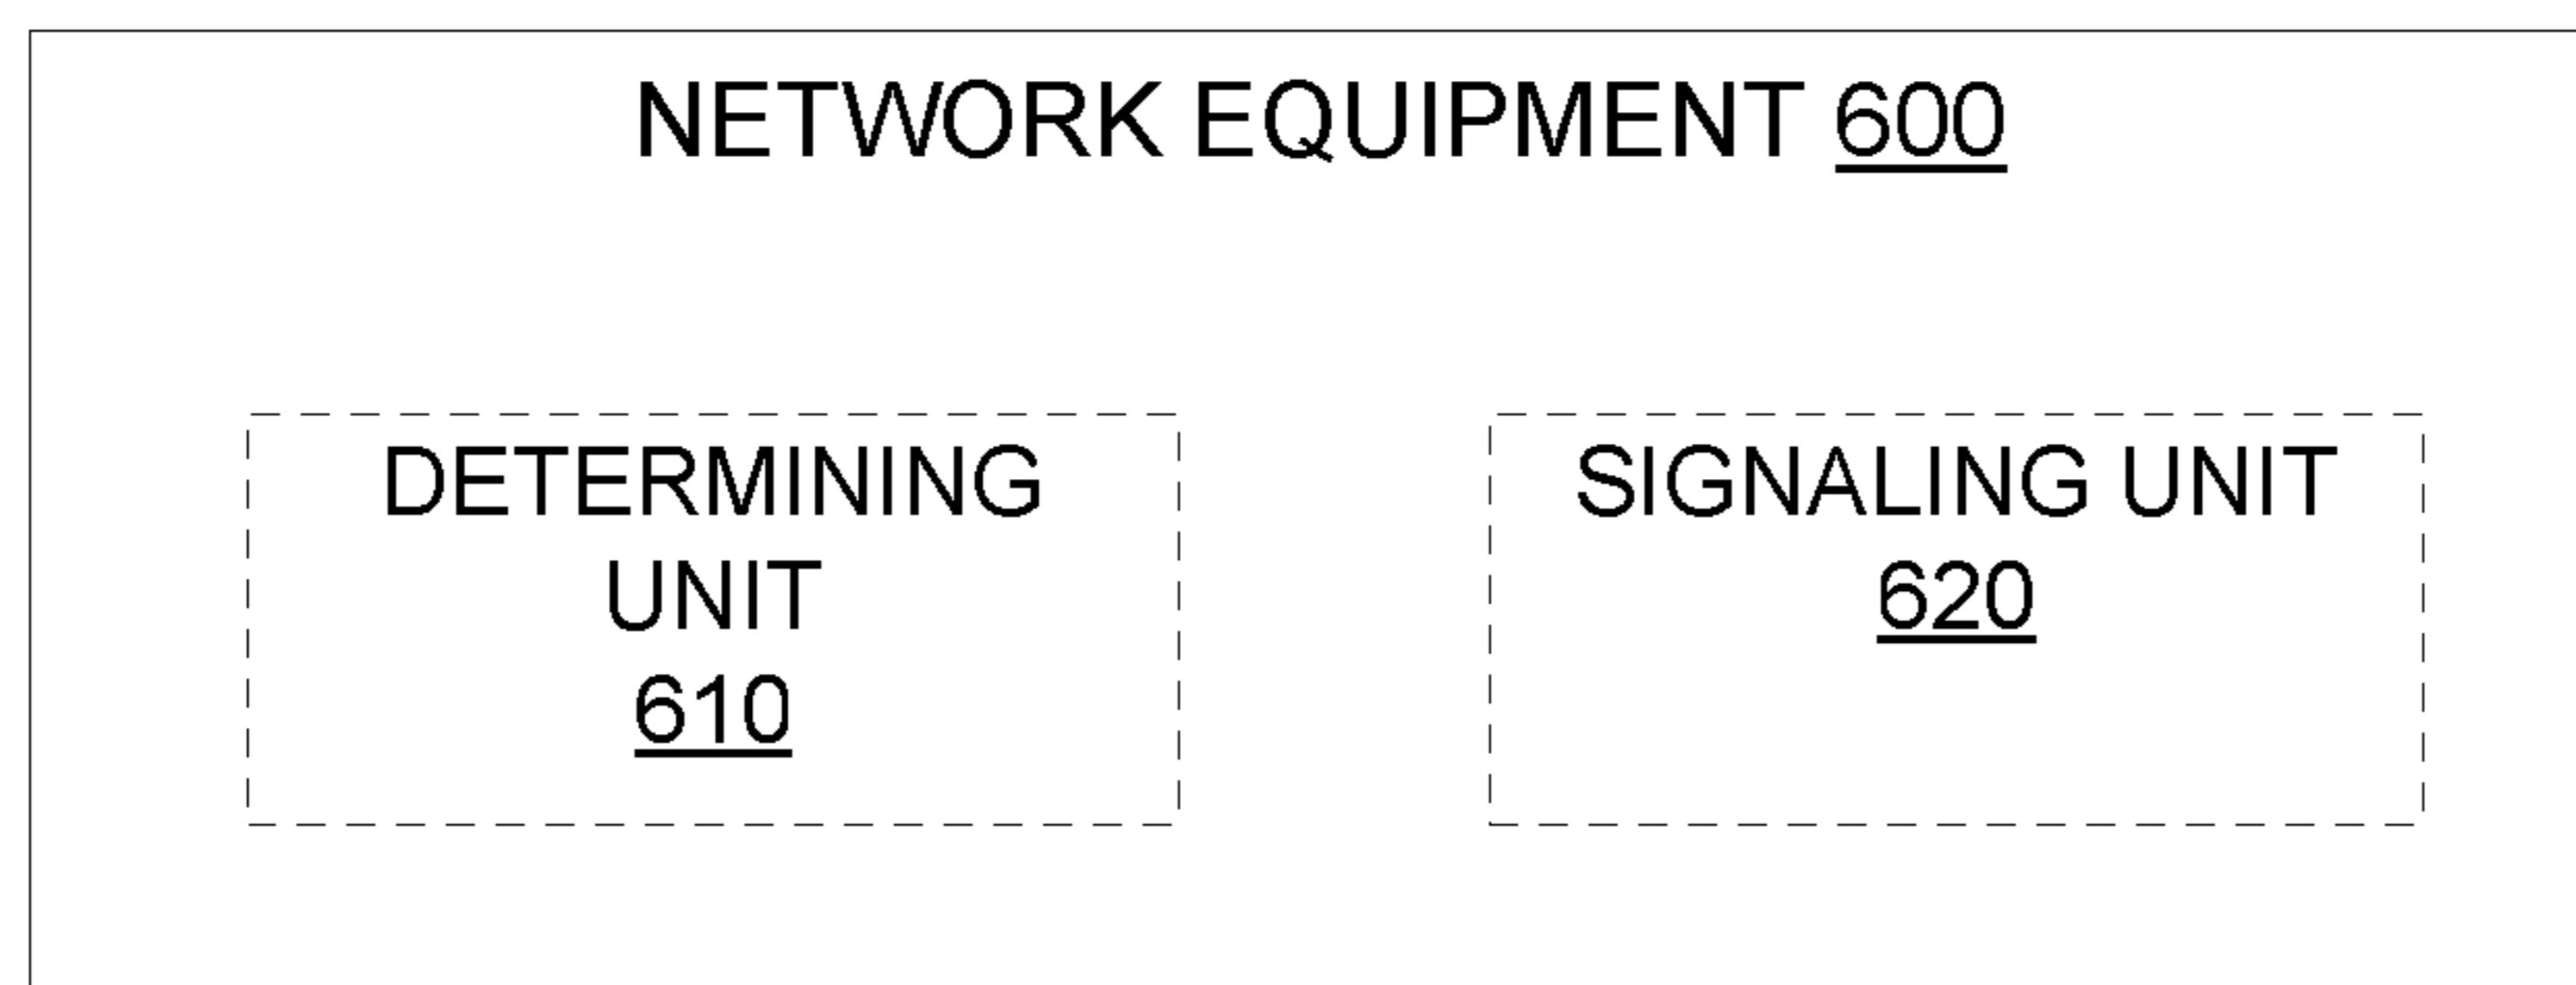 NETWORK EQUIPMENT 600
DETERMINING
UNIT
610
SIGNALING UNIT
620